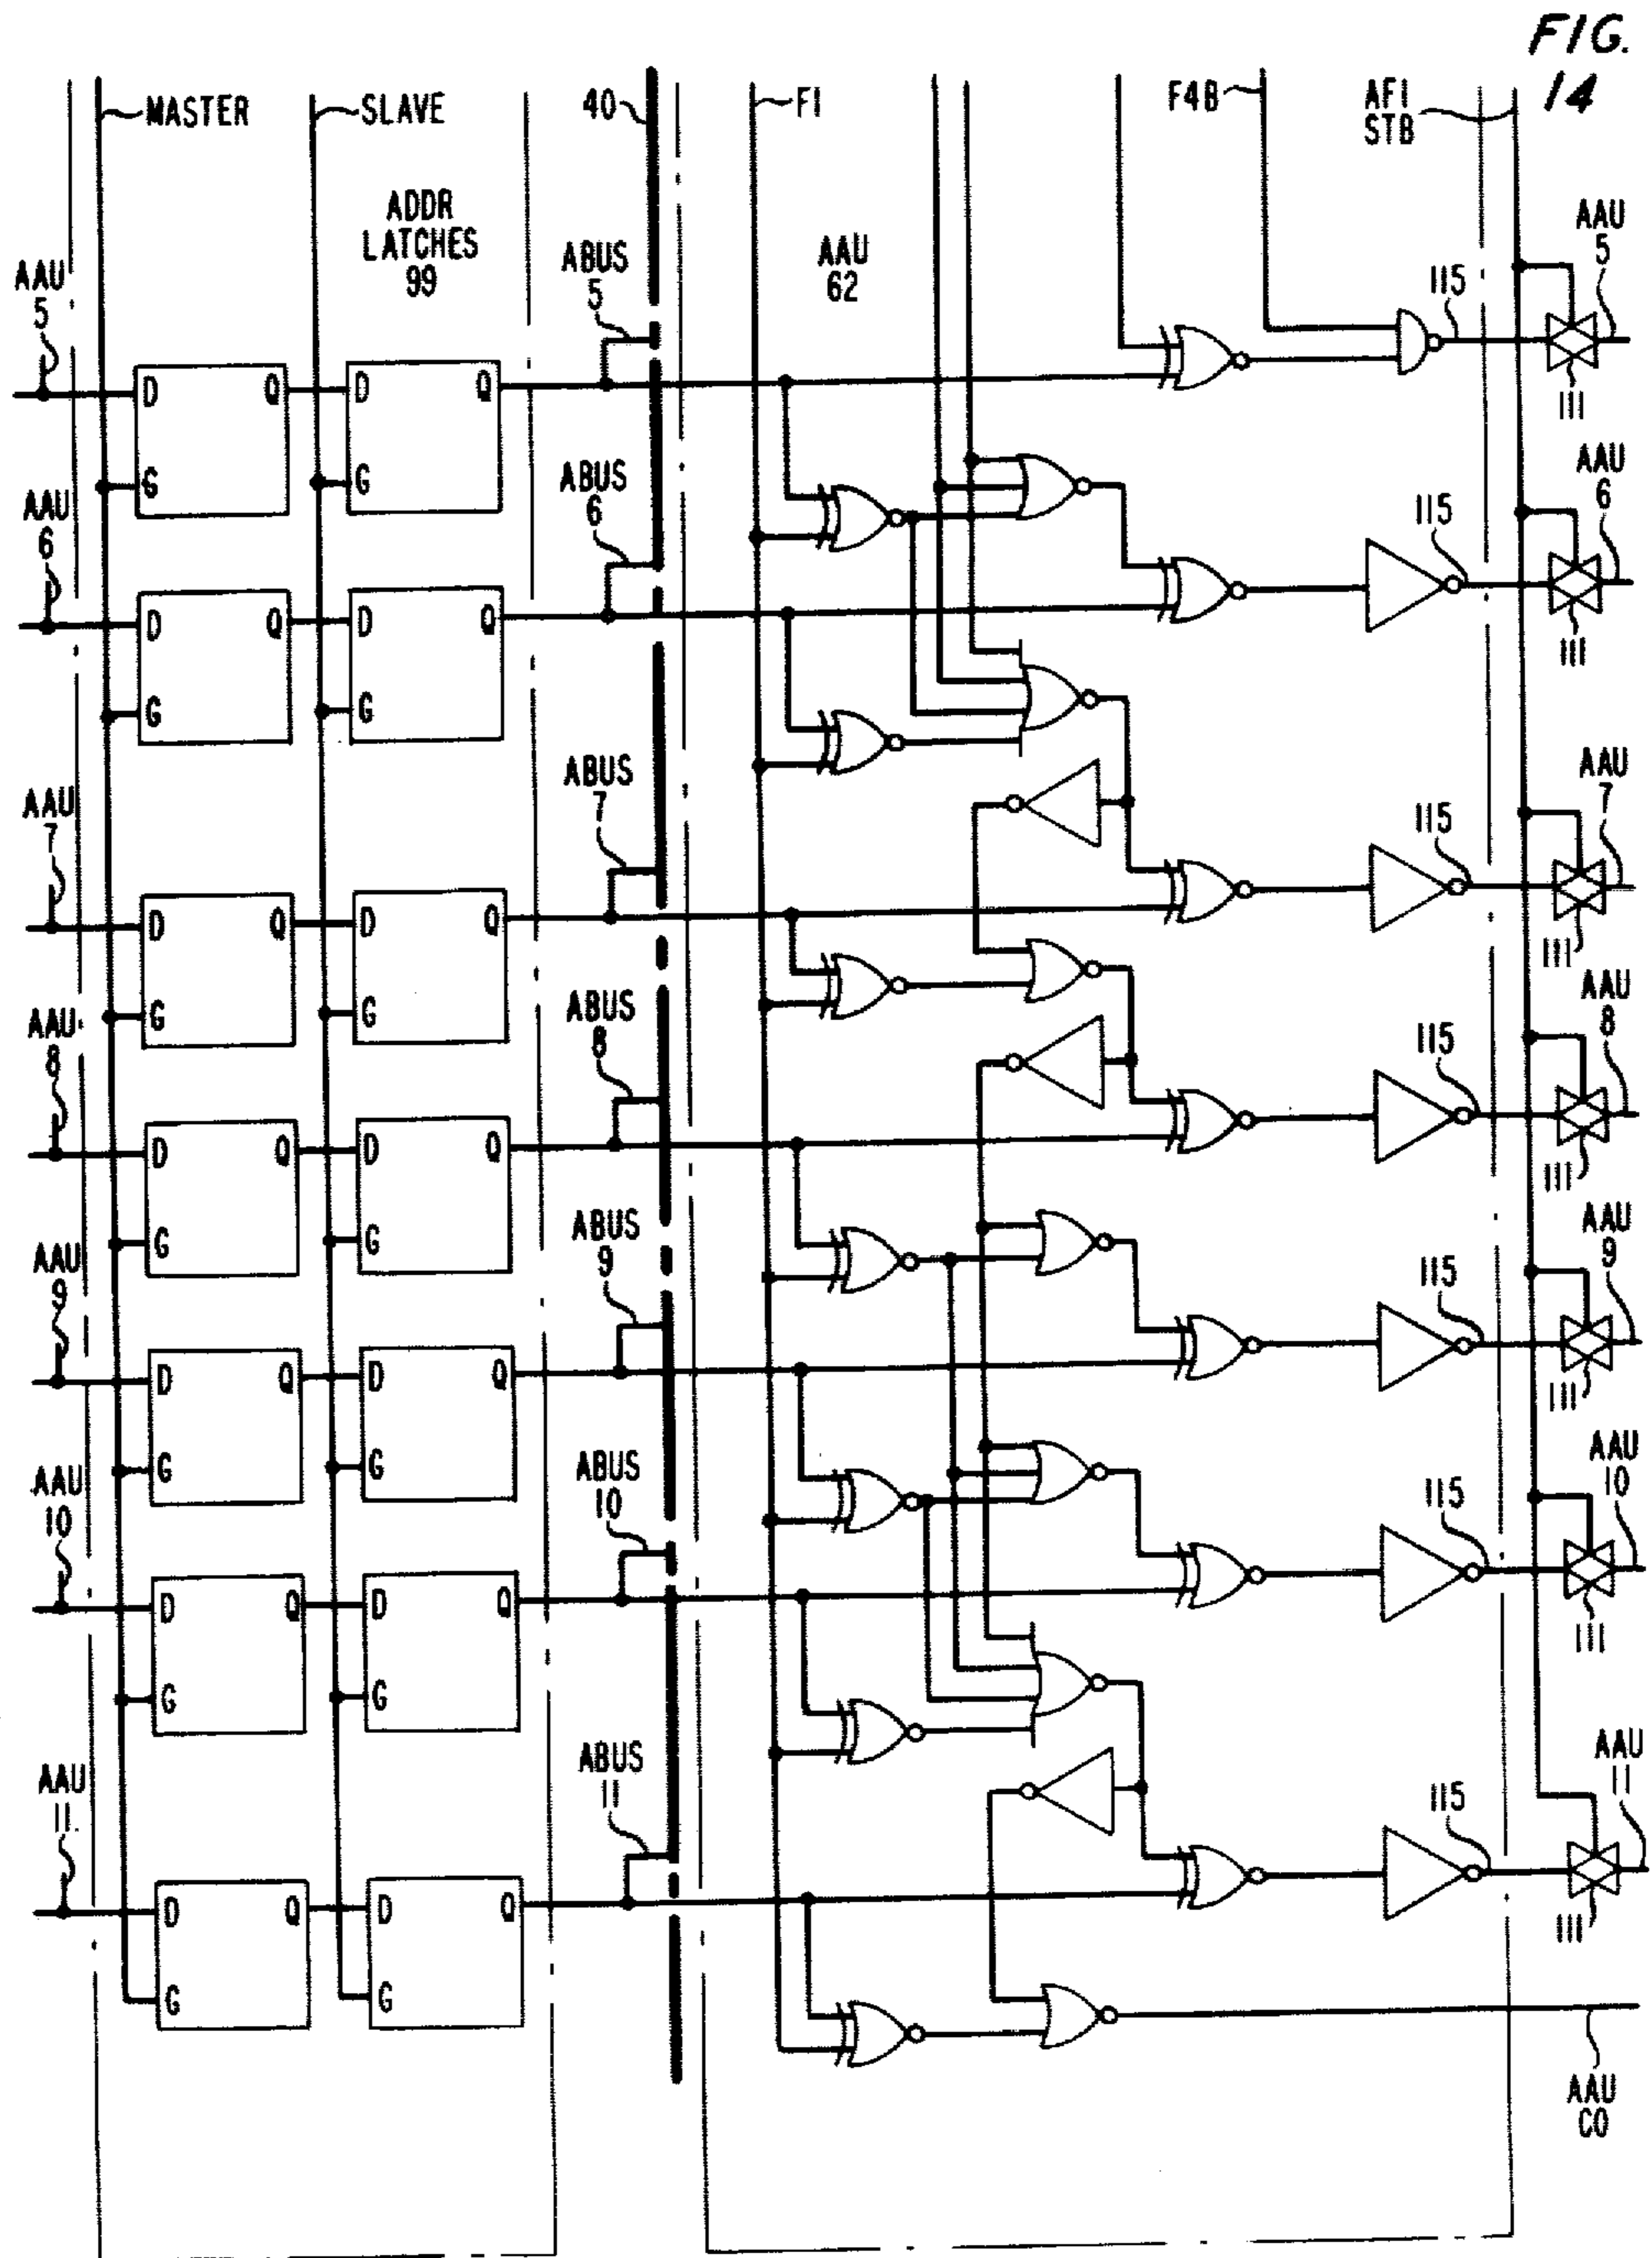 FIG.
14
MASTER
SLAVE
40
F1
F4B
AF1
STB
ADDR
LATCHES
99
AAU
62
AAU
5
ABUS
5
115
AAU
5
D
Q
D
Q
111
G
G
AAU
6
ABUS
6
115
AAU
6
D
Q
D
Q
111
G
G
AAU
7
ABUS
7
115
AAU
7
D
Q
D
Q
111
G
G
AAU
8
ABUS
8
115
AAU
8
D
Q
D
Q
111
G
G
AAU
9
ABUS
9
115
AAU
9
D
Q
D
Q
111
G
G
AAU
10
ABUS
10
115
AAU
10
D
Q
D
Q
111
G
G
AAU
11
ABUS
11
115
AAU
11
D
Q
D
Q
111
G
G
AAU
CO